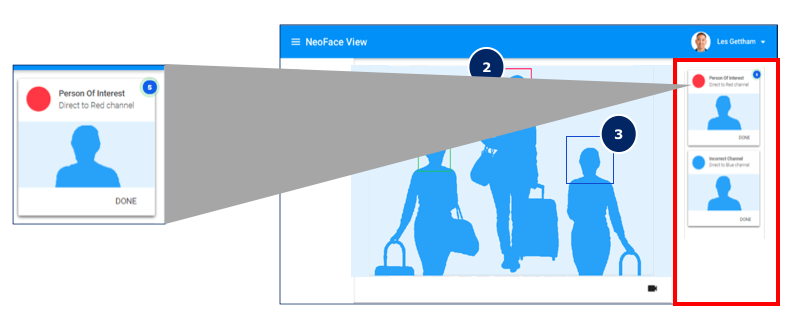 NeoFace View
Les Gettham
2
3
5
Person Of Interest
Direct to Red channel
DONE
Person Of Interest
Direct to Red channel
DONE
Incorrect Channel
Direct to Blue channel
DONE